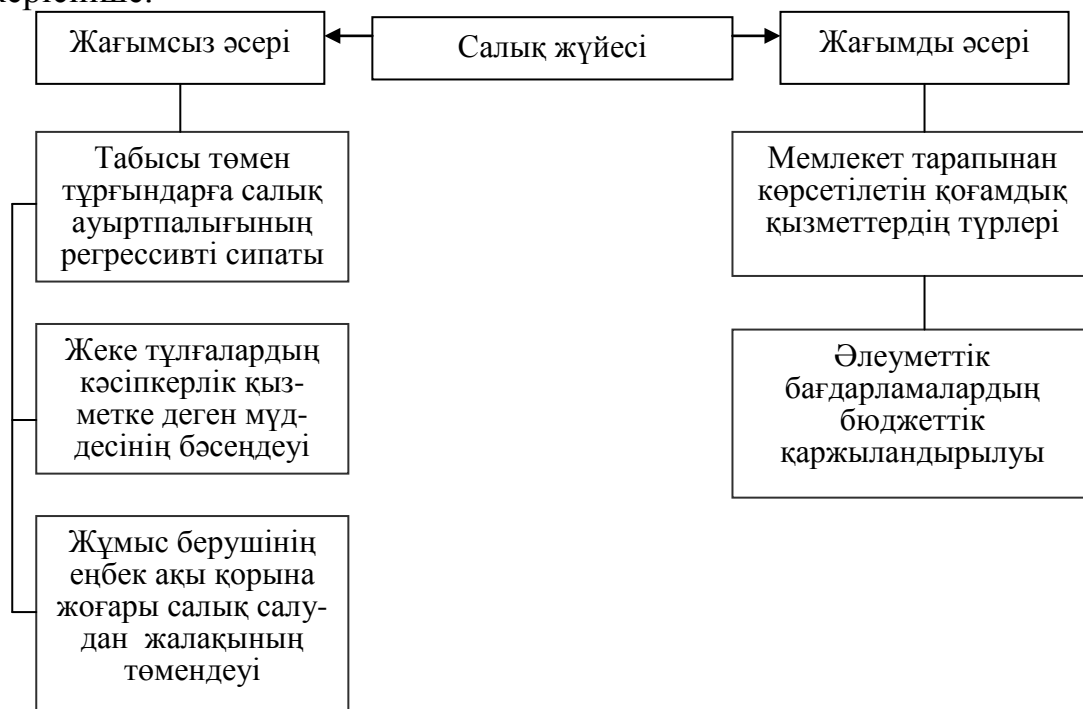 Жағымсыз әсері
Салық жүйесі
Жағымды әсері
Табысы төмен
тұрғындарға салық
ауыртпалығының
регрессивті сипаты
Жеке тұлғалардың
кәсіпкерлік қыз-
метке деген мүд-
десінің бәсеңдеуі
Жұмыс берушінің
еңбек ақы қорына
жоғары салық салу-
дан жалақының
төмендеуі
Мемлекет тарапынан
көрсетілетін қоғамдық
қызметтердің түрлері
Әлеуметтік
бағдарламалардың
бюджеттік
қаржыландырылуы